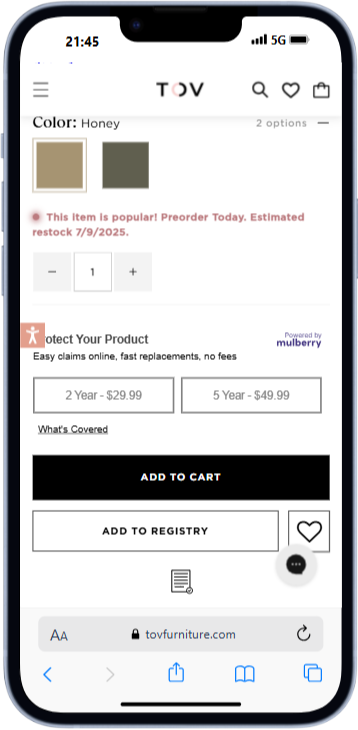 21:45
5G
TOV
Color: Honey
2 options
This item is popular! Preorder Today. Estimated
restock 7/9/2025.
− 1 +
otect Your Product
Powered by
mulberry
Easy claims online, fast replacements, no fees
2 Year - $29.99
5 Year - $49.99
What's Covered
ADD TO CART
ADD TO REGISTRY
AA
tovfurniture.com